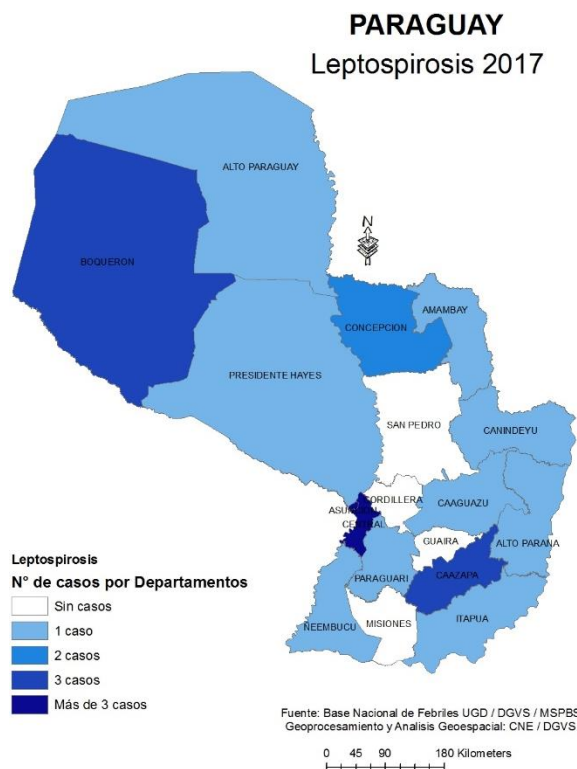 PARAGUAY
Leptospirosis 2017
ALTO PARAGUAY
N
BOQUERON
AMAMBAY
CONCEPCION
PRESIDENTE HAYES
SAN PEDRO
CANINDEYU
CORDILLERA
CAAGUAZU
CENTRAL
GUAIRA
ALTO PARANA
CAAZAPA
PARAGUARI
ÑEEMBUCU
MISIONES
ITAPUA
Leptospirosis
N° de casos por Departamentos
Sin casos
1 caso
2 casos
3 casos
Más de 3 casos
Fuente: Base Nacional de Febriles UGD / DGVS / MSPBS
Geoprocesamiento y Analisis Geoespacial: CNE / DGVS
0 45 90 180 Kilometers